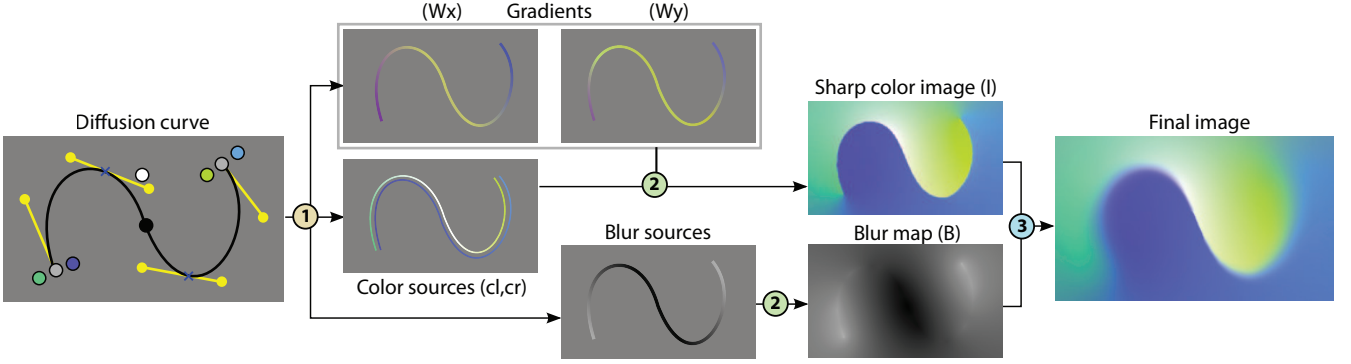 (Wx) Gradients (Wy)
Diffusion curve
Sharp color image (I)
Final image
1
2
3
Blur sources
Blur map (B)
Color sources (cl,cr)
2